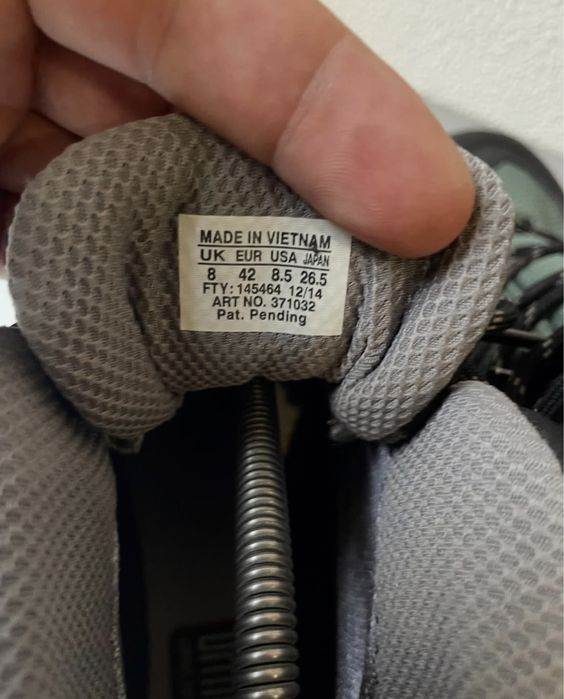 MADE IN VIETNAM
UK EUR USA JAPAN
8 42 8.5 26.5
FTY: 145464 12/14
ART NO. 371032
Pat. Pending